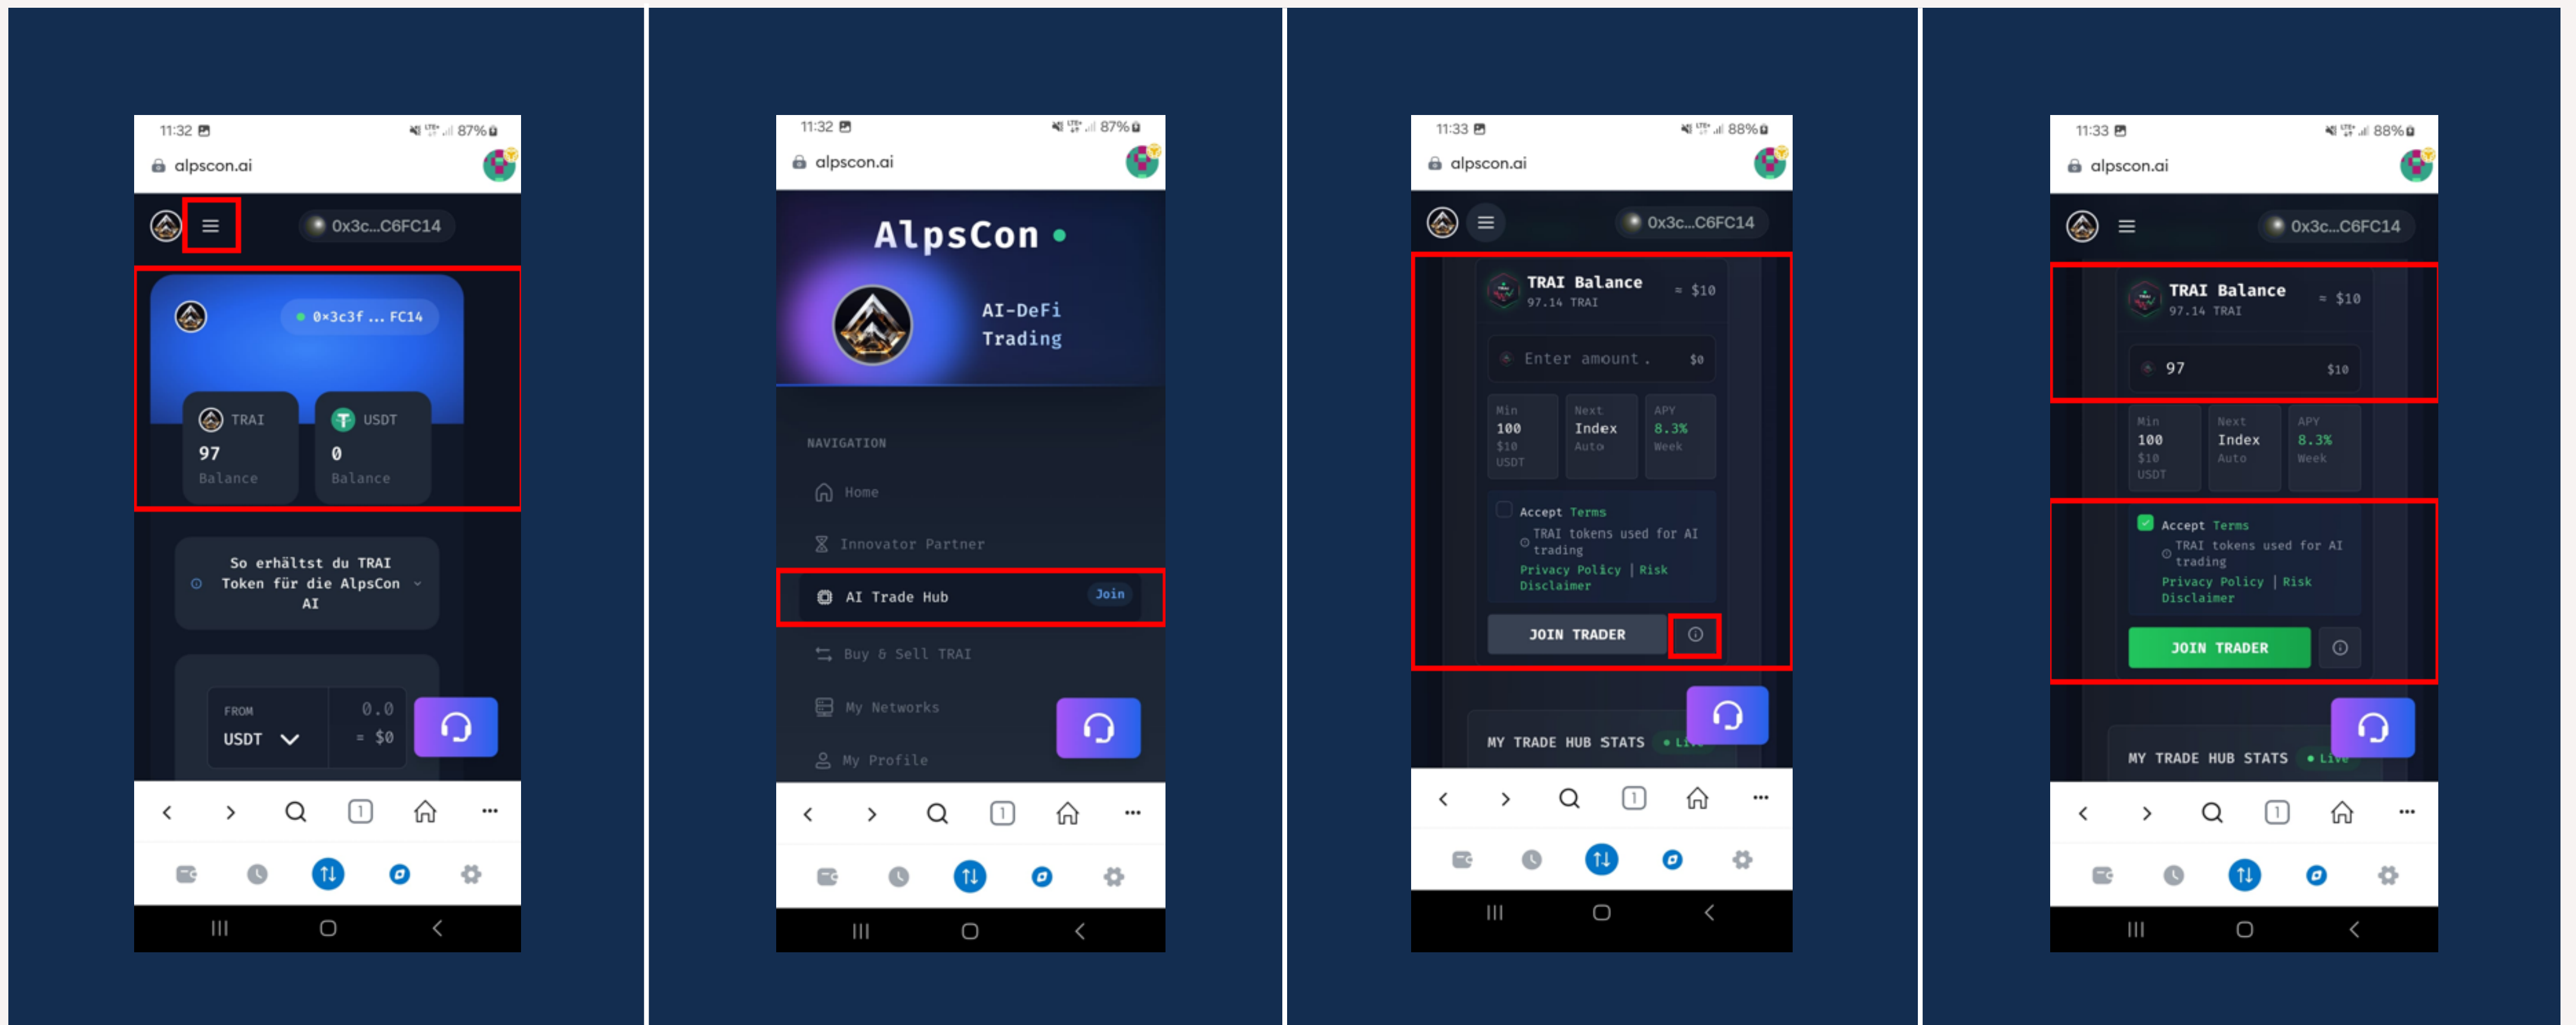 11:32
87%
alpscon.ai
0x3c...C6FC14
0×3c3f ... FC14
TRAI
USDT
97
0
Balance
Balance
So erhältst du TRAI
Token für die AlpsCon
AI
FROM
0.0
USDT
= $0
1
11:32
87%
alpscon.ai
AlpsCon
AI-DeFi
Trading
NAVIGATION
Home
Innovator Partner
AI Trade Hub
Join
Buy & Sell TRAI
My Networks
My Profile
1
11:33
88%
alpscon.ai
0x3c...C6FC14
TRAI Balance
≈ $10
97.14 TRAI
Enter amount.
$0
Min
Next
APY
100
Index
8.3%
$10
Auto
Week
USDT
Accept Terms
TRAI tokens used for AI
trading
Privacy Policy | Risk
Disclaimer
JOIN TRADER
MY TRADE HUB STATS
1
11:33
88%
alpscon.ai
0x3c...C6FC14
TRAI Balance
≈ $10
97.14 TRAI
97
$10
Min
Next
APY
100
Index
8.3%
$10
Auto
Week
USDT
Accept Terms
TRAI tokens used for AI
trading
Privacy Policy | Risk
Disclaimer
JOIN TRADER
MY TRADE HUB STATS
Live
1